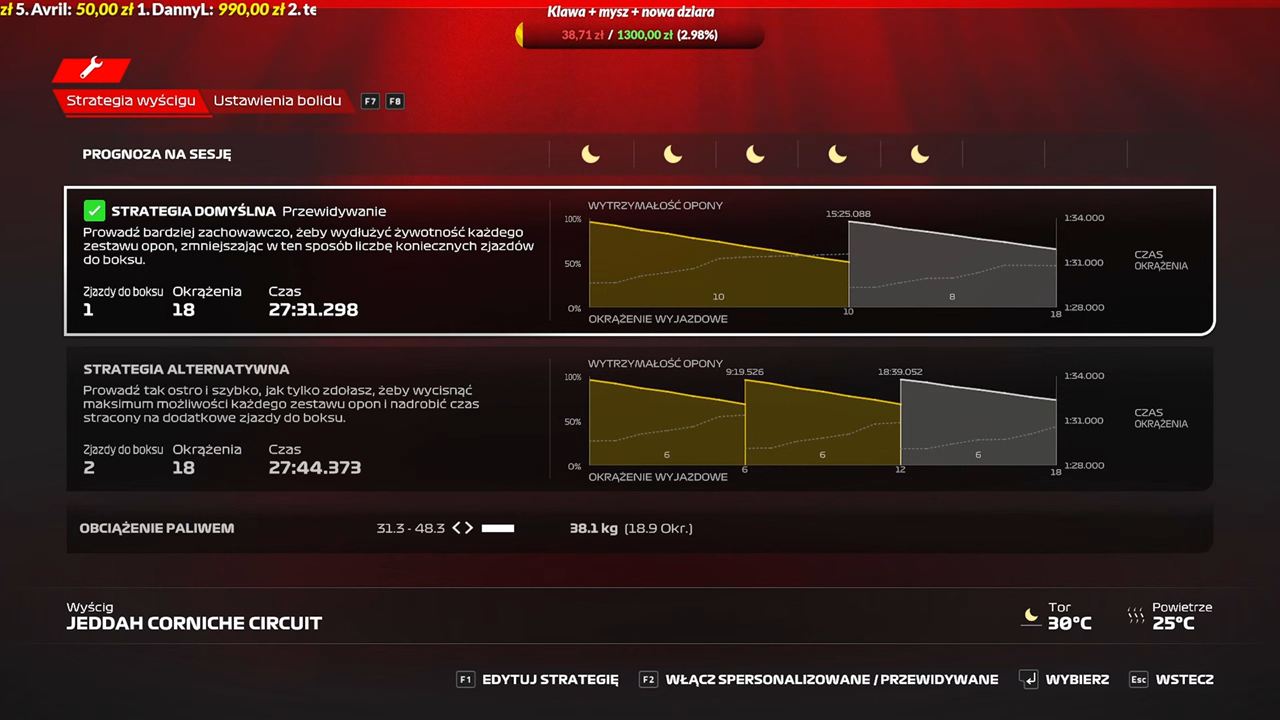 zł 5. Avril: 50,00 zł 1. DannyL: 990,00 zł 2. te
Klawa + mysz + nowa dziara
38,71 zł / 1300,00 zł (2.98%)
Strategia wyścigu Ustawienia bolidu F7 F8
PROGNOZA NA SESJĘ
STRATEGIA DOMYŚLNA Przewidywanie
Prowadź bardziej zachowawczo, żeby wydłużyć żywotność każdego
zestawu opon, zmniejszając w ten sposób liczbę koniecznych zjazdów
do boksu.
Zjazdy do boksu Okrążenia Czas
1 18 27:31.298
WYTRZYMAŁOŚĆ OPONY
15:25.088
100% 1:34.000
50% 1:31.000
0% 1:28.000
10 8
10 18
OKRĄŻENIE WYJAZDOWE
CZAS
OKRĄŻENIA
STRATEGIA ALTERNATYWNA
Prowadź tak ostro i szybko, jak tylko zdołasz, żeby wycisnąć
maksimum możliwości każdego zestawu opon i nadrobić czas
stracony na dodatkowe zjazdy do boksu.
Zjazdy do boksu Okrążenia Czas
2 18 27:44.373
WYTRZYMAŁOŚĆ OPONY
9:19.526 18:39.052
100% 1:34.000
50% 1:31.000
0% 1:28.000
6 6 6
6 12 18
OKRĄŻENIE WYJAZDOWE
CZAS
OKRĄŻENIA
OBCIĄŻENIE PALIWEM 31.3 - 48.3 38.1 kg (18.9 Okr.)
Wyścig
JEDDAH CORNICHE CIRCUIT
Tor
30°C
Powietrze
25°C
F1 EDYTUJ STRATEGIĘ F2 WŁĄCZ SPERSONALIZOWANE / PRZEWIDYWANE WYBIERZ Esc WSTECZ